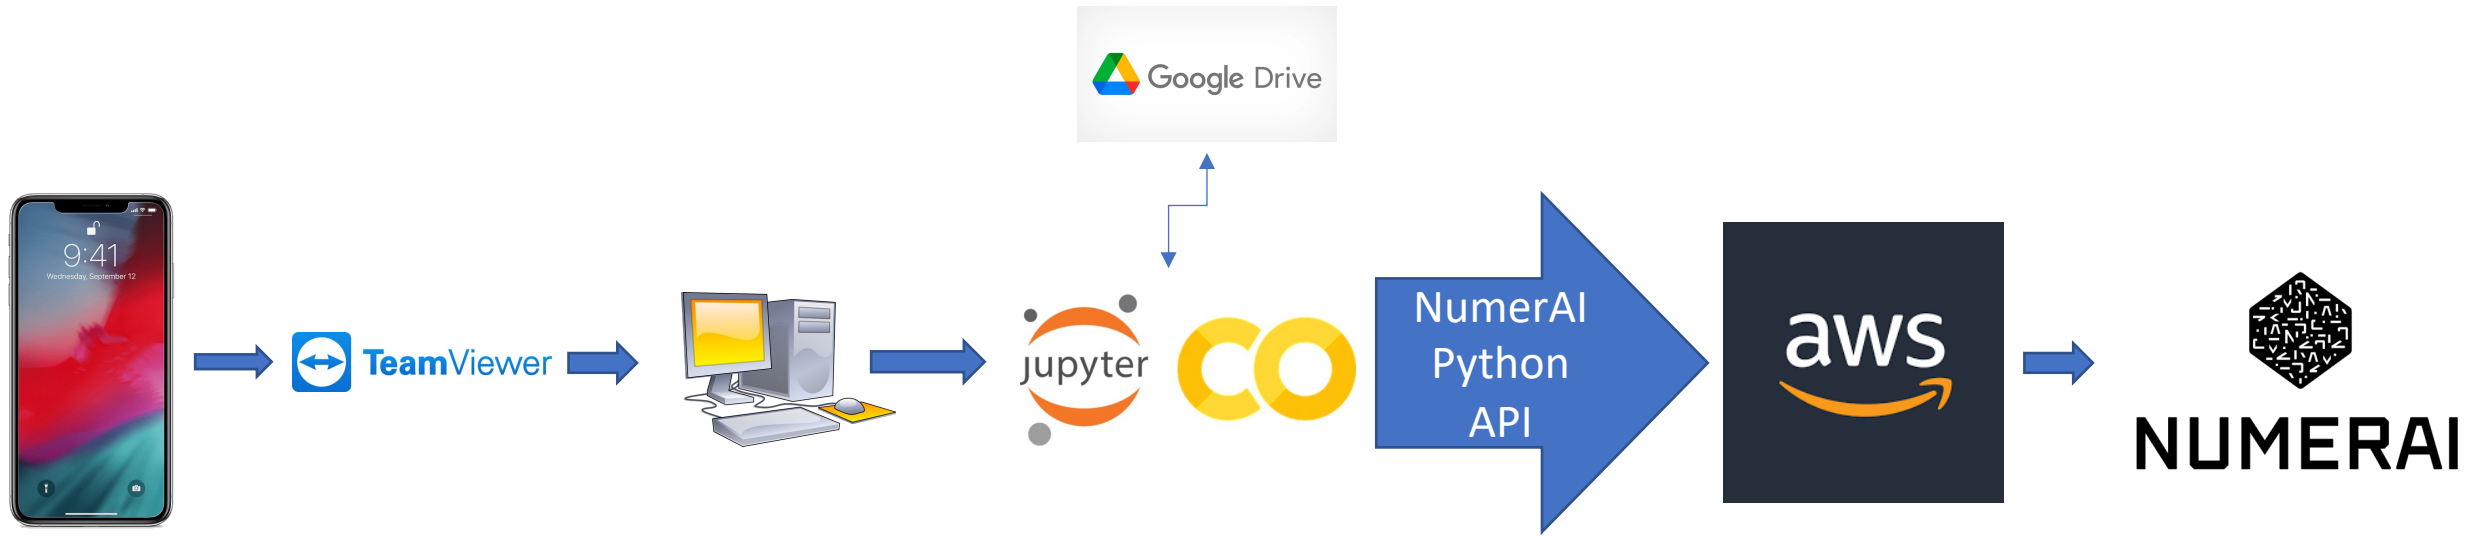 Google Drive
9:41
Wednesday, September 12
TeamViewer
jupyter
CO
NumerAI
Python
API
aws
NUMERAI